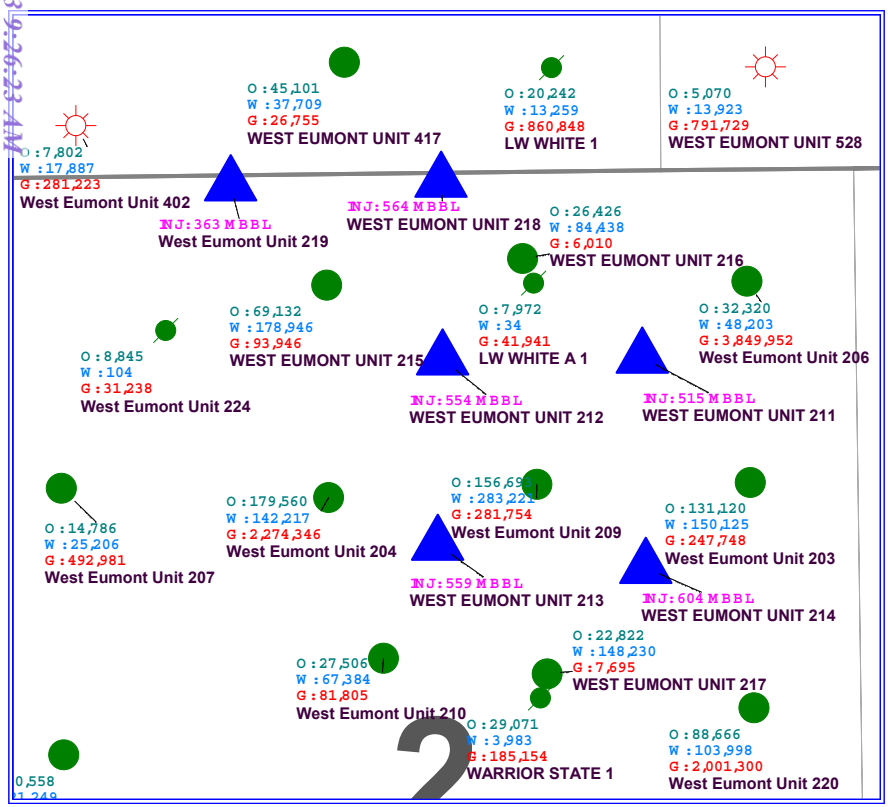 8 9:26:23 AM
O:45,101
W:37,709
G:26,755
WEST EUMONT UNIT 417
O:20,242
W:13,259
G:860,848
LW WHITE 1
O:5,070
W:13,923
G:791,729
WEST EUMONT UNIT 528
O:7,802
W:17,887
G:281,223
West Eumont Unit 402
INJ:363 MBBL
West Eumont Unit 219
INJ:564 MBBL
WEST EUMONT UNIT 218
O:26,426
W:84,438
G:6,010
WEST EUMONT UNIT 216
O:69,132
W:178,946
G:93,946
WEST EUMONT UNIT 215
O:7,972
W:34
G:41,941
LW WHITE A 1
O:32,320
W:48,203
G:3,849,952
West Eumont Unit 206
O:8,845
W:104
G:31,238
West Eumont Unit 224
INJ:554 MBBL
WEST EUMONT UNIT 212
INJ:515 MBBL
WEST EUMONT UNIT 211
O:14,786
W:25,206
G:492,981
West Eumont Unit 207
O:179,560
W:142,217
G:2,274,346
West Eumont Unit 204
O:156,693
W:283,221
G:281,754
West Eumont Unit 209
O:131,120
W:150,125
G:247,748
West Eumont Unit 203
INJ:559 MBBL
WEST EUMONT UNIT 213
INJ:604 MBBL
WEST EUMONT UNIT 214
O:27,506
W:67,384
G:81,805
West Eumont Unit 210
O:22,822
W:148,230
G:7,695
WEST EUMONT UNIT 217
2
O:29,071
W:3,983
G:185,154
WARRIOR STATE 1
O:88,666
W:103,998
G:2,001,300
West Eumont Unit 220
0,558
21,249